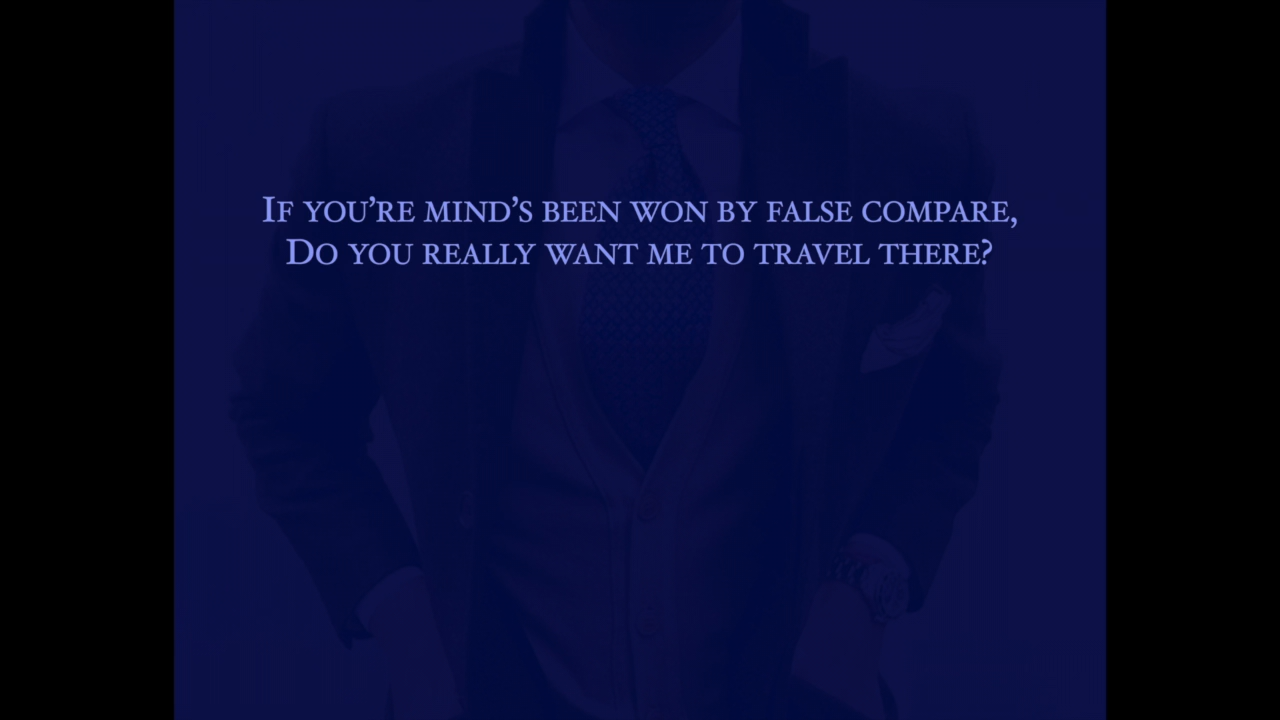 If you’re mind’s been won by false compare,
Do you really want me to travel there?